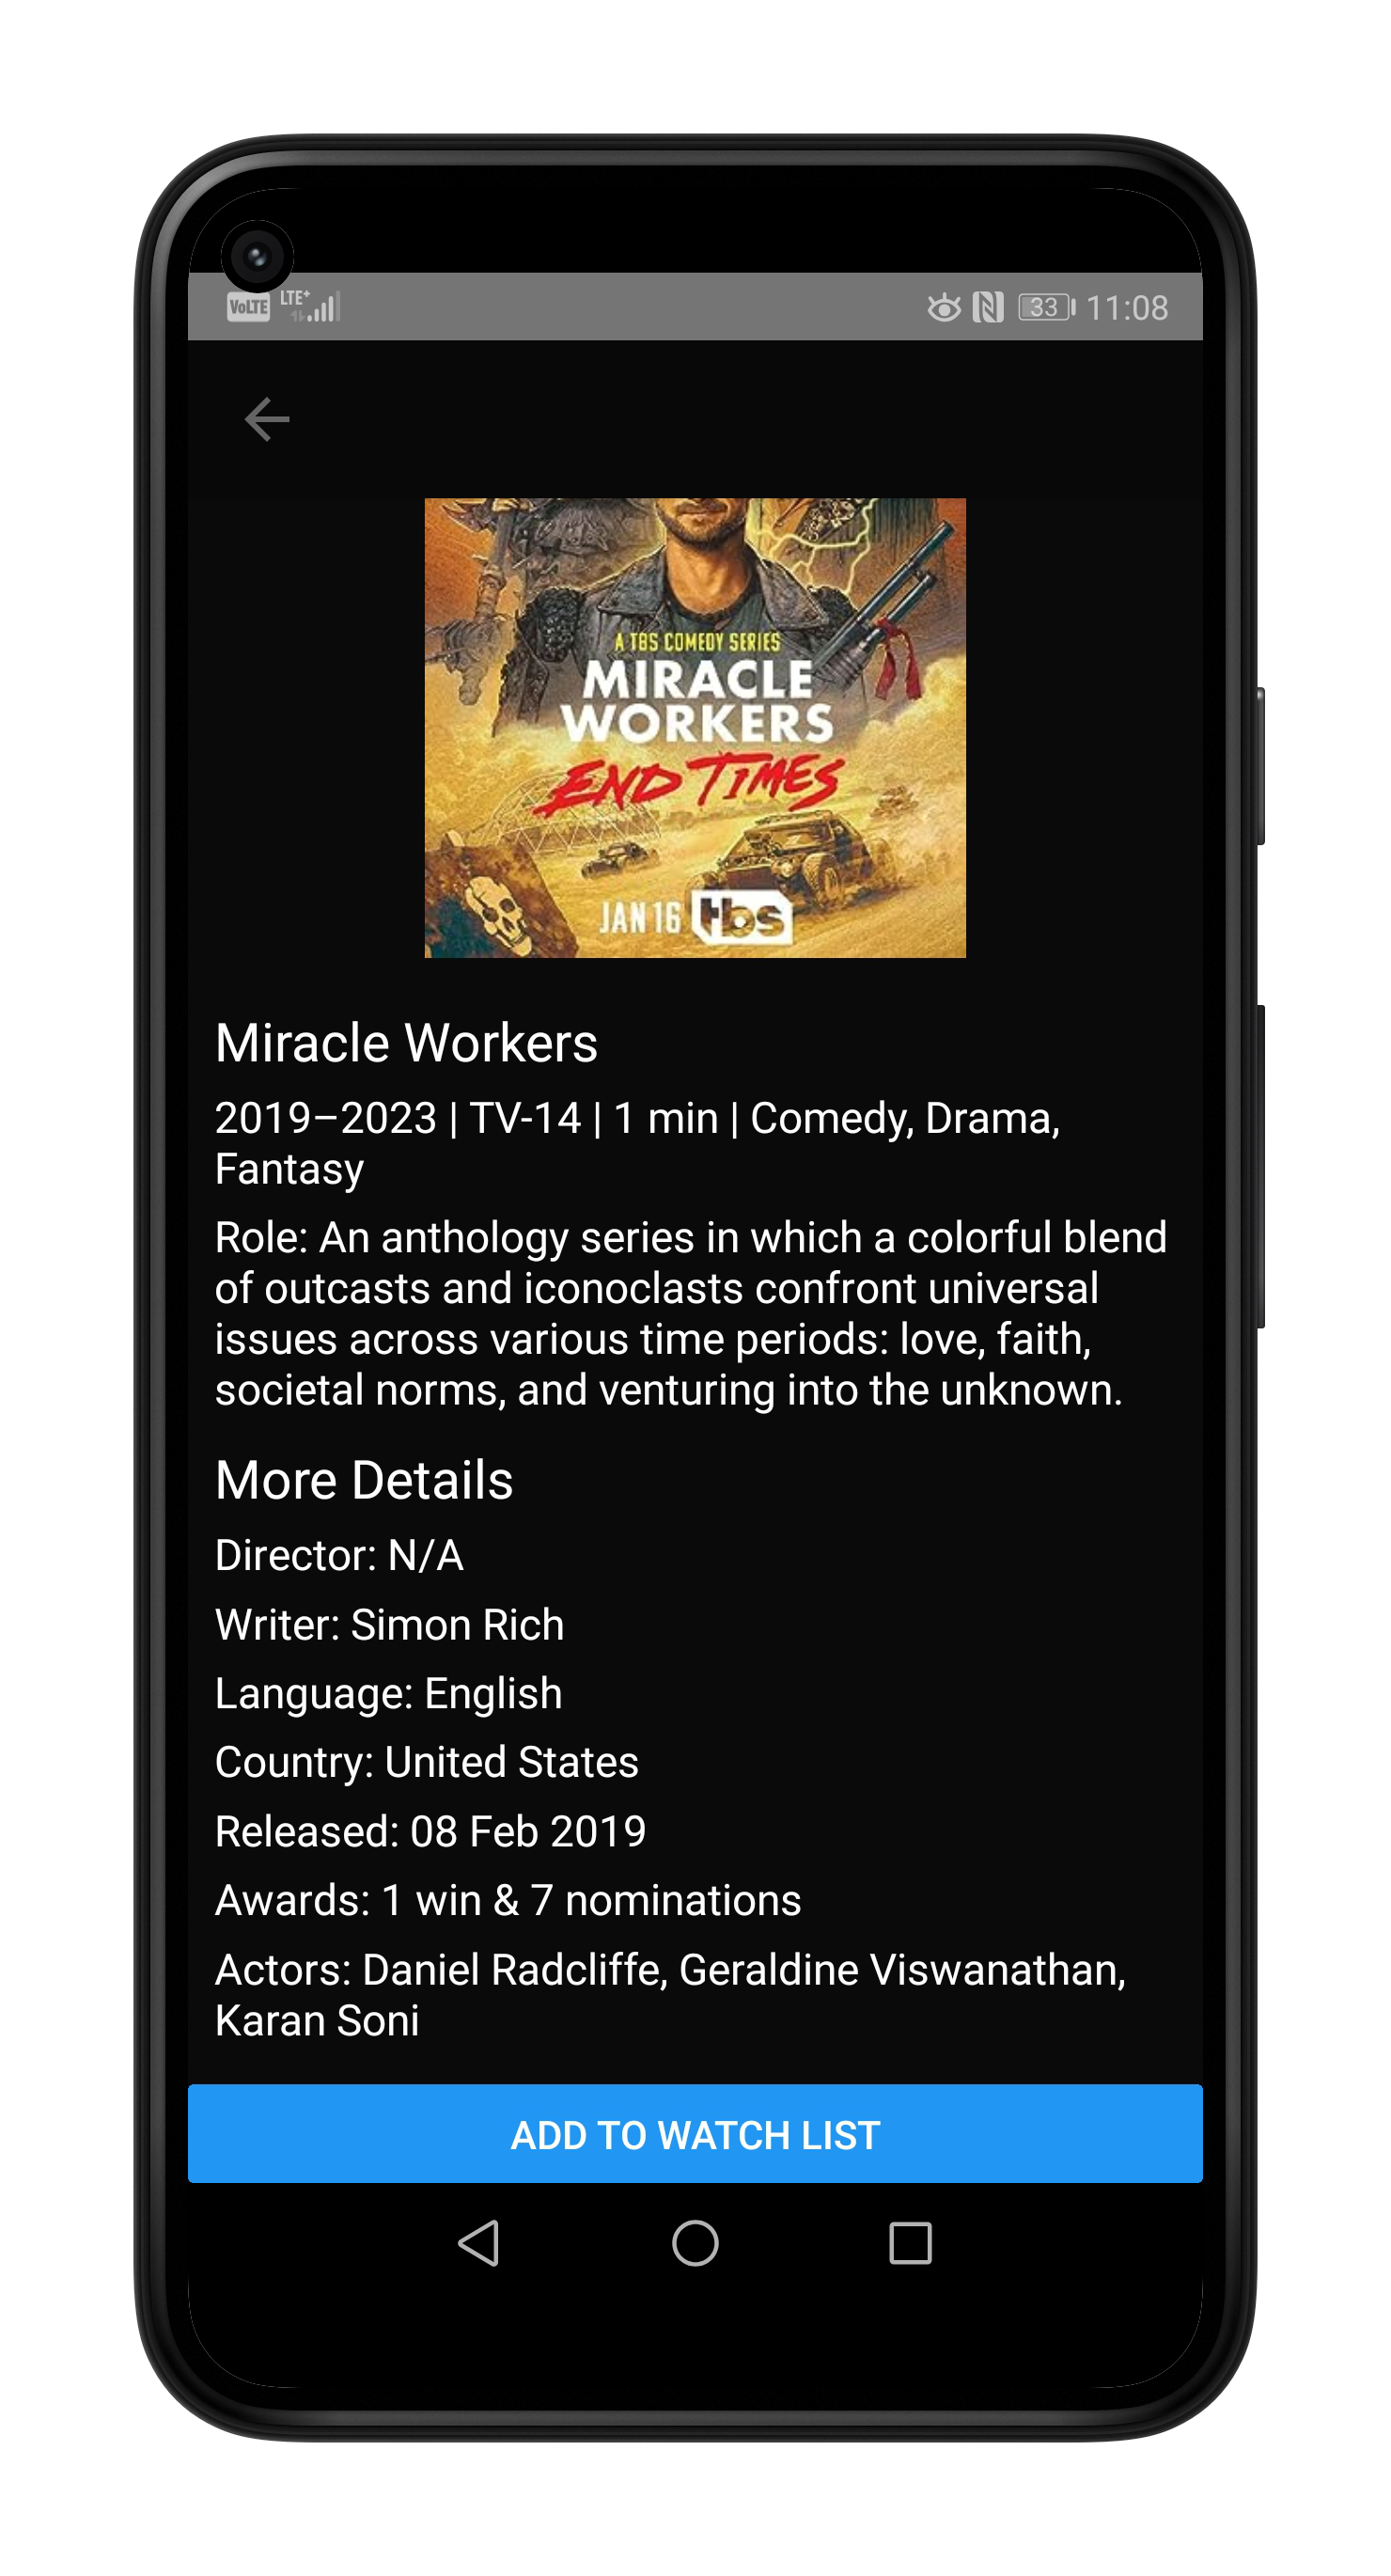 VoLTE LTE+ 33 11:08
A TBS COMEDY SERIES
MIRACLE
WORKERS
END TIMES
JAN 16 tbs
Miracle Workers
2019–2023 | TV-14 | 1 min | Comedy, Drama,
Fantasy
Role: An anthology series in which a colorful blend
of outcasts and iconoclasts confront universal
issues across various time periods: love, faith,
societal norms, and venturing into the unknown.
More Details
Director: N/A
Writer: Simon Rich
Language: English
Country: United States
Released: 08 Feb 2019
Awards: 1 win & 7 nominations
Actors: Daniel Radcliffe, Geraldine Viswanathan,
Karan Soni
ADD TO WATCH LIST